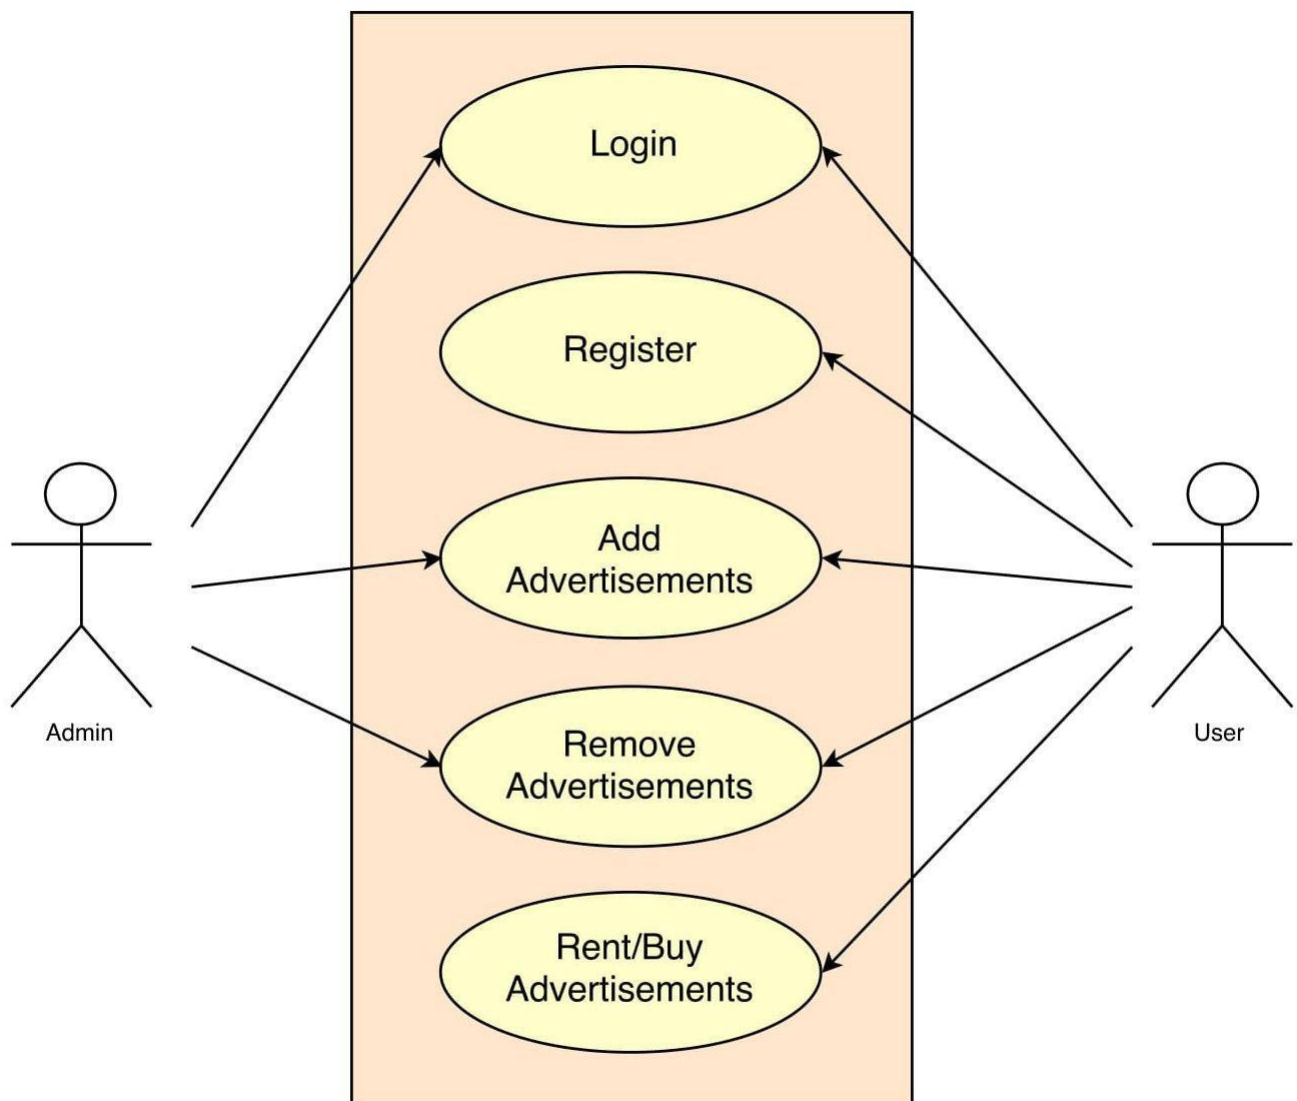 Login
Register
Add
Advertisements
Remove
Advertisements
Rent/Buy
Advertisements
Admin
User